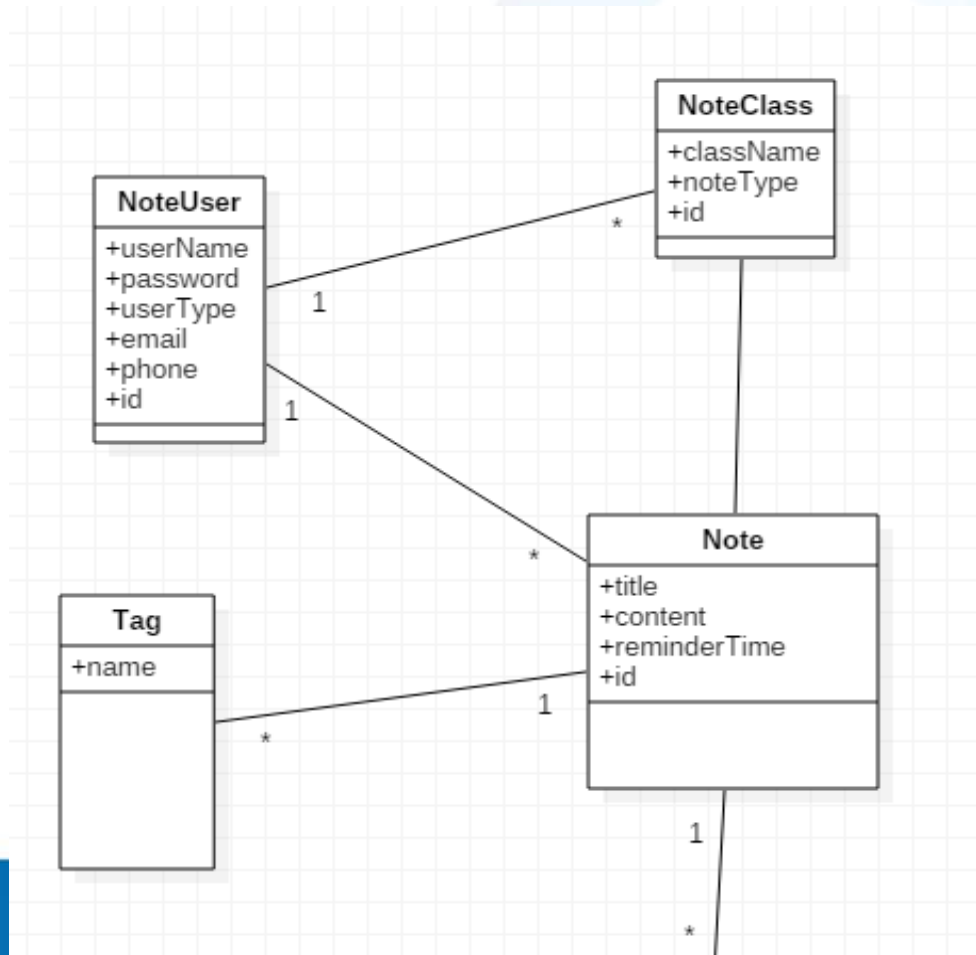 NoteClass
+className
+noteType
+id
*
NoteUser
+userName
+password
+userType
+email
+phone
+id
1
1
*
Note
+title
+content
+reminderTime
+id
1
Tag
+name
*
1
*